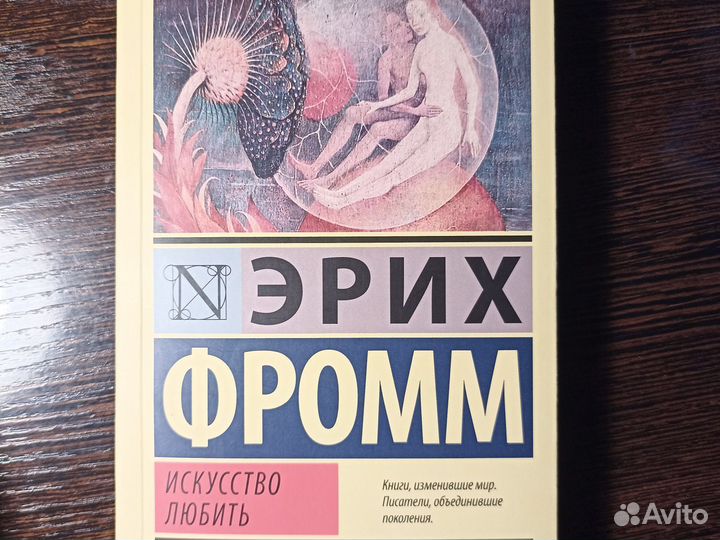 N ЭРИХ
ФРОММ
ИСКУССТВО
ЛЮБИТЬ
Книги, изменившие мир.
Писатели, объединившие
поколения.
Avito